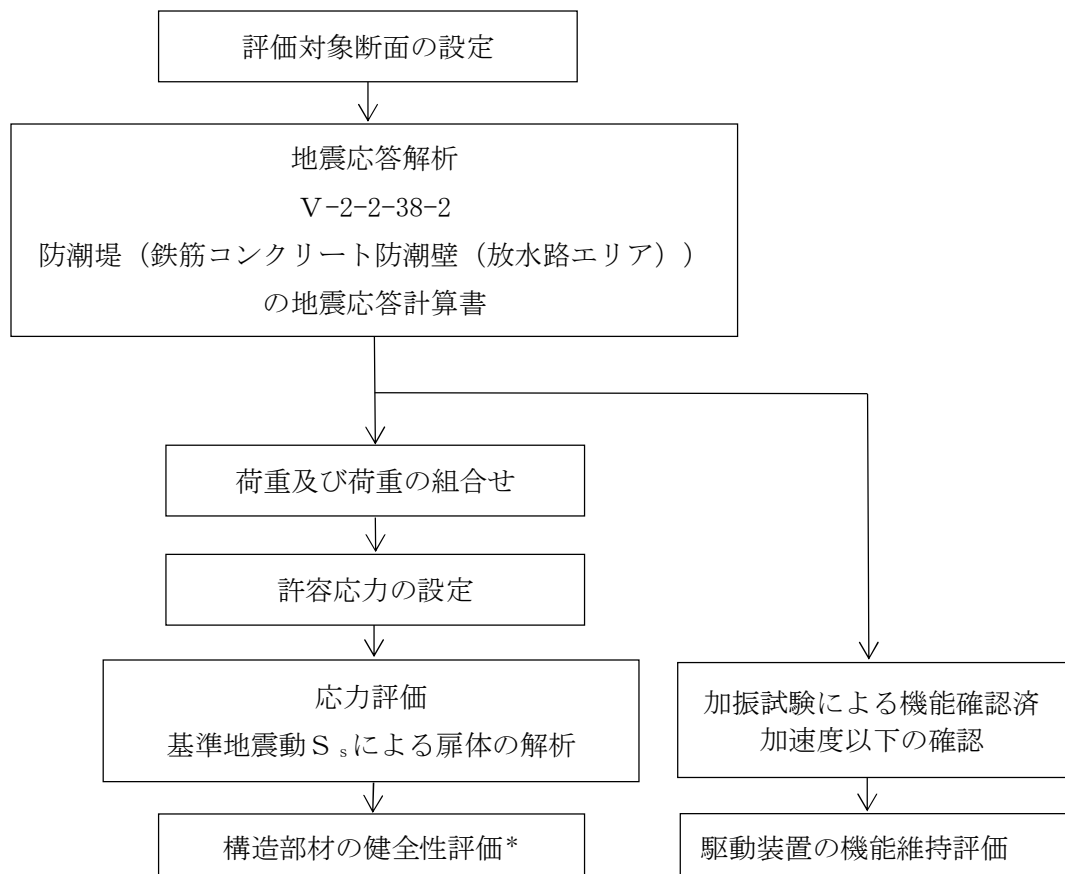 評価対象断面の設定
地震応答解析
Ⅴ-2-2-38-2
防潮堤（鉄筋コンクリート防潮壁（放水路エリア））
の地震応答計算書
荷重及び荷重の組合せ
許容応力の設定
応力評価
基準地震動Ｓｓによる扉体の解析
構造部材の健全性評価*
加振試験による機能確認済
加速度以下の確認
駆動装置の機能維持評価